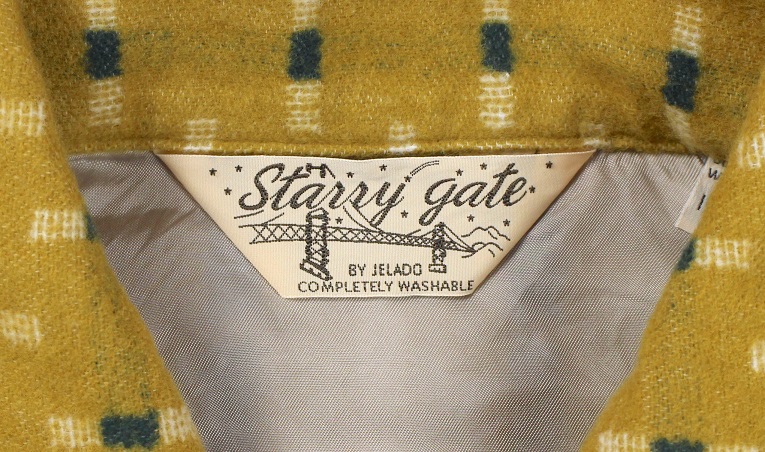 Starry gate
BY JELADO
COMPLETELY WASHABLE